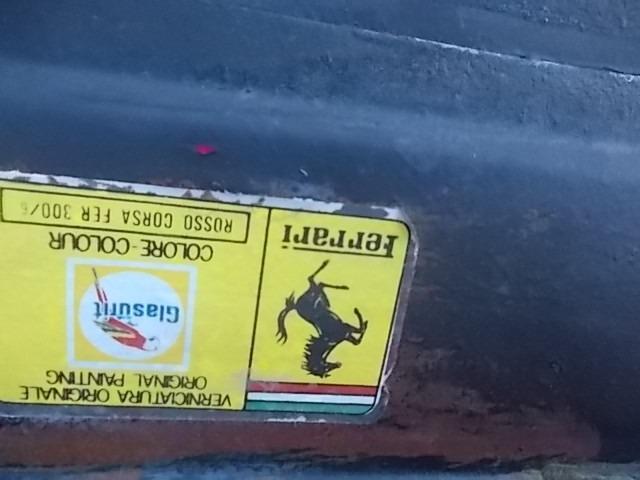 Ferrari
VERNICIATURA ORIGINALE
ORIGINAL PAINTING
Glasurit
COLORE-COLOUR
ROSSO CORSA FER 300/6